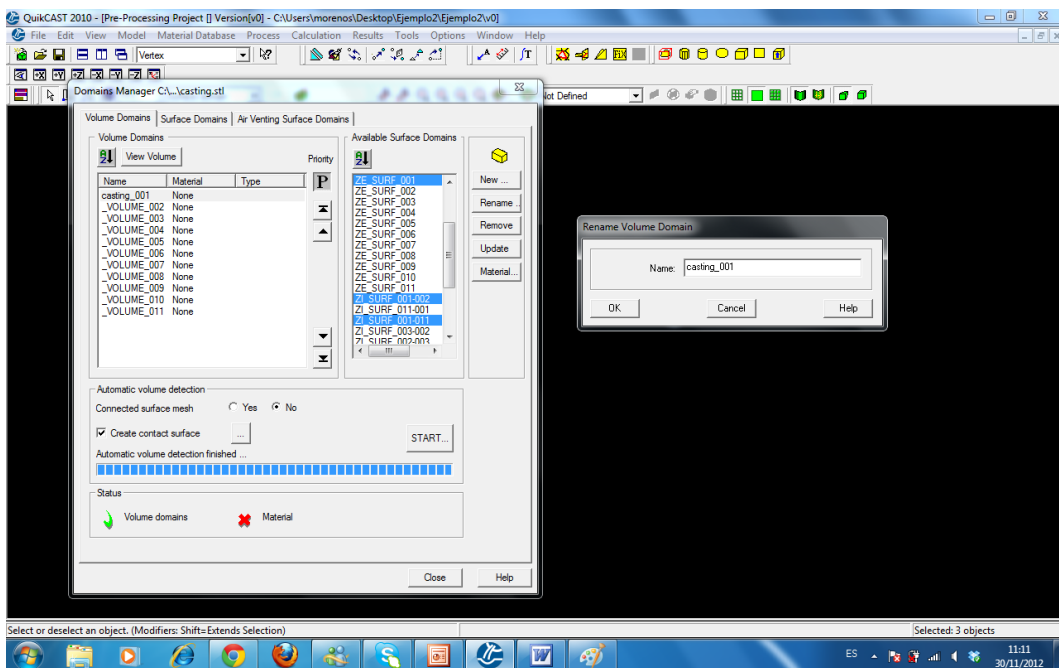 QuikCAST 2010 - [Pre-Processing Project [] Version[v0] - C:\Users\morenos\Desktop\Ejemplo2\Ejemplo2\v0]
File Edit View Model Material Database Process Calculation Results Tools Options Window Help
Vertex
Domains Manager C:\...\casting.stl
Not Defined
Volume Domains Surface Domains Air Venting Surface Domains
Volume Domains
View Volume
Priority
P
Name Material Type
casting_001 None
_VOLUME_002 None
_VOLUME_003 None
_VOLUME_004 None
_VOLUME_005 None
_VOLUME_006 None
_VOLUME_007 None
_VOLUME_008 None
_VOLUME_009 None
_VOLUME_010 None
_VOLUME_011 None
Available Surface Domains
ZE_SURF_001
ZE_SURF_002
ZE_SURF_003
ZE_SURF_004
ZE_SURF_005
ZE_SURF_006
ZE_SURF_007
ZE_SURF_008
ZE_SURF_009
ZE_SURF_010
ZE_SURF_011
ZI_SURF_001-002
ZI_SURF_011-001
ZI_SURF_001-011
ZI_SURF_003-002
ZI_SURF_002-003
New ...
Rename ..
Remove
Update
Material...
Automatic volume detection
Connected surface mesh Yes No
Create contact surface ...
START...
Automatic volume detection finished ...
Status
Volume domains Material
Close Help
Rename Volume Domain
Name: casting_001
OK Cancel Help
Select or deselect an object. (Modifiers: Shift=Extends Selection) Selected: 3 objects
ES
11:11
30/11/2012